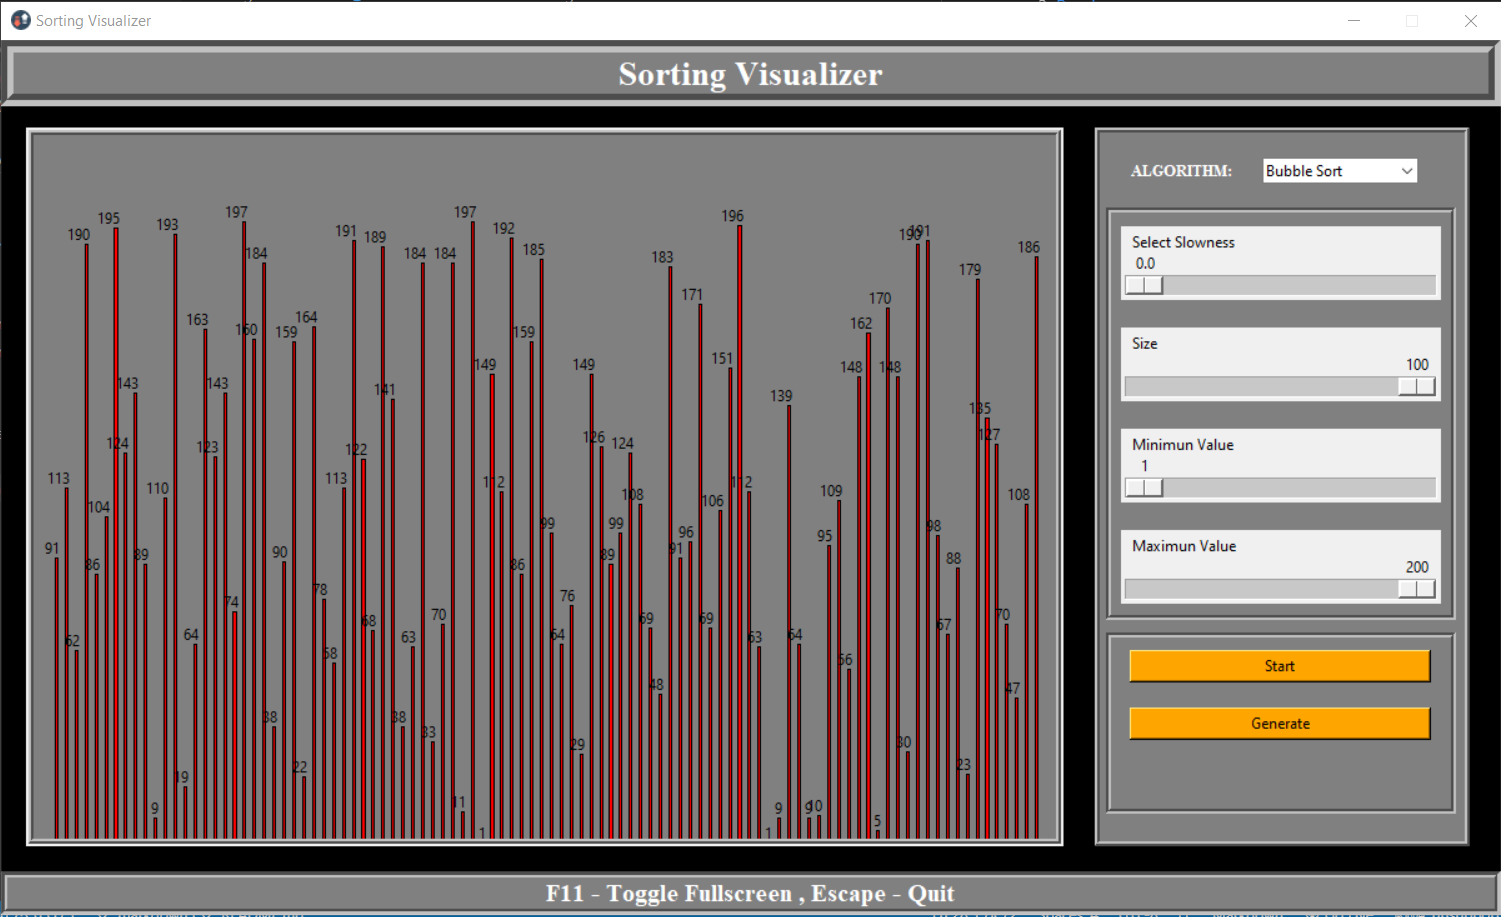 Sorting Visualizer
Sorting Visualizer
ALGORITHM: Bubble Sort
Select Slowness
0.0
Size
100
Minimun Value
1
Maximun Value
200
Start
Generate
91 113 62 190 86 104 195 124 143 89 9 110 193 19 64 163 123 143 74 197 160 184 38 90 159 22 164 78 58 113 191 122 68 189 141 38 63 184 33 70 184 11 197 1 149 112 192 86 159 185 99 64 76 29 149 126 89 99 124 108 69 48 183 91 96 171 69 106 151 196 112 63 1 9 139 64 9 10 95 109 56 148 162 5 170 148 30 190 191 98 67 88 23 179 135 127 70 47 108 186
F11 - Toggle Fullscreen , Escape - Quit